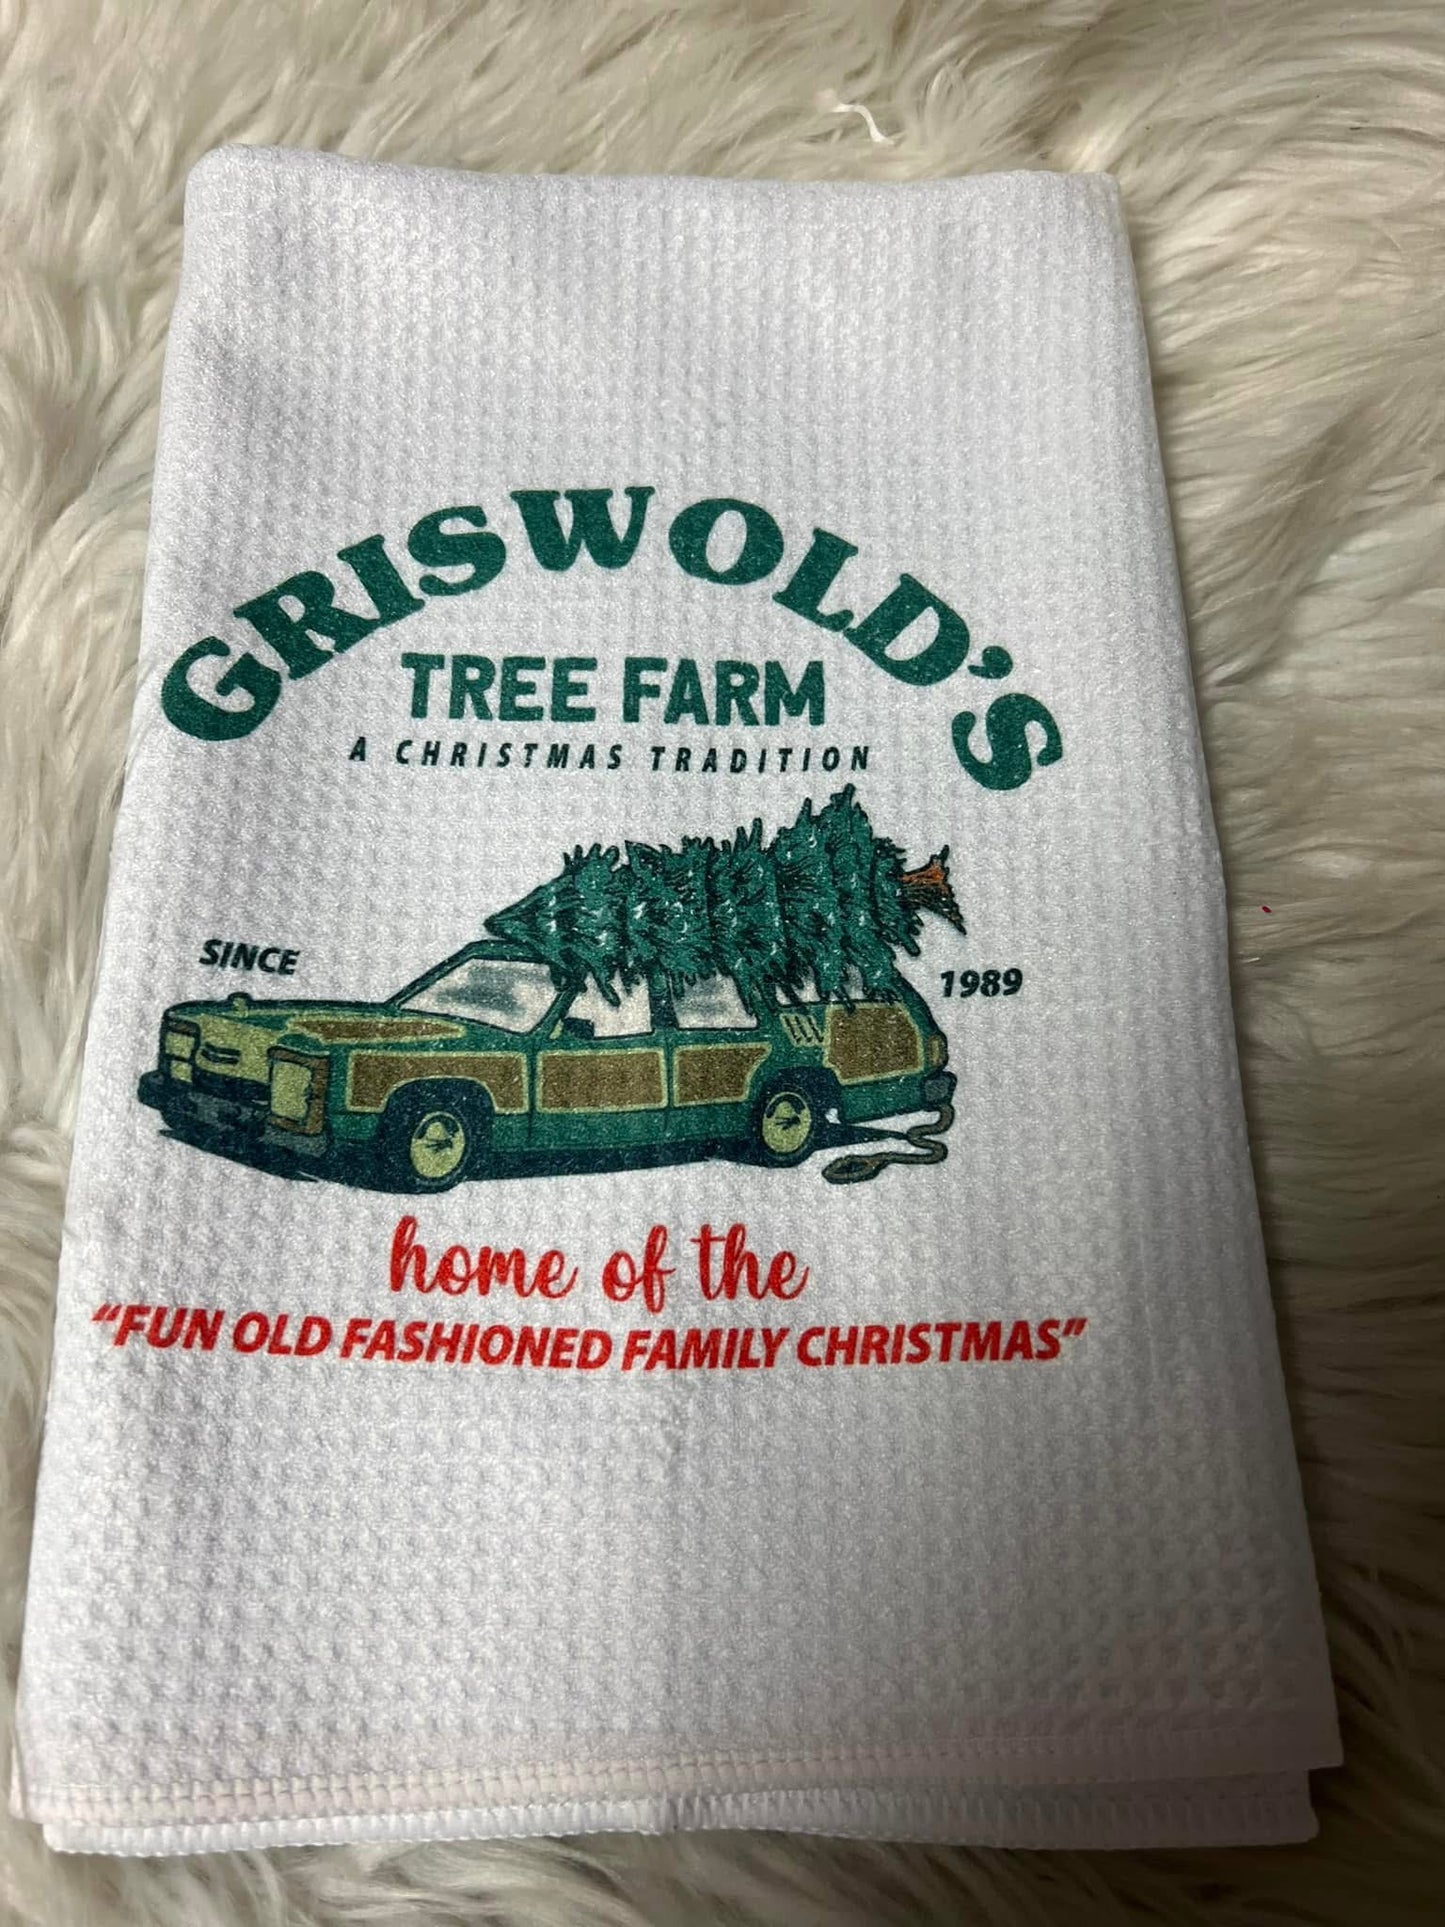 GRISWOLD'S
TREE FARM
A CHRISTMAS TRADITION
SINCE 1989
home of the
"FUN OLD FASHIONED FAMILY CHRISTMAS"